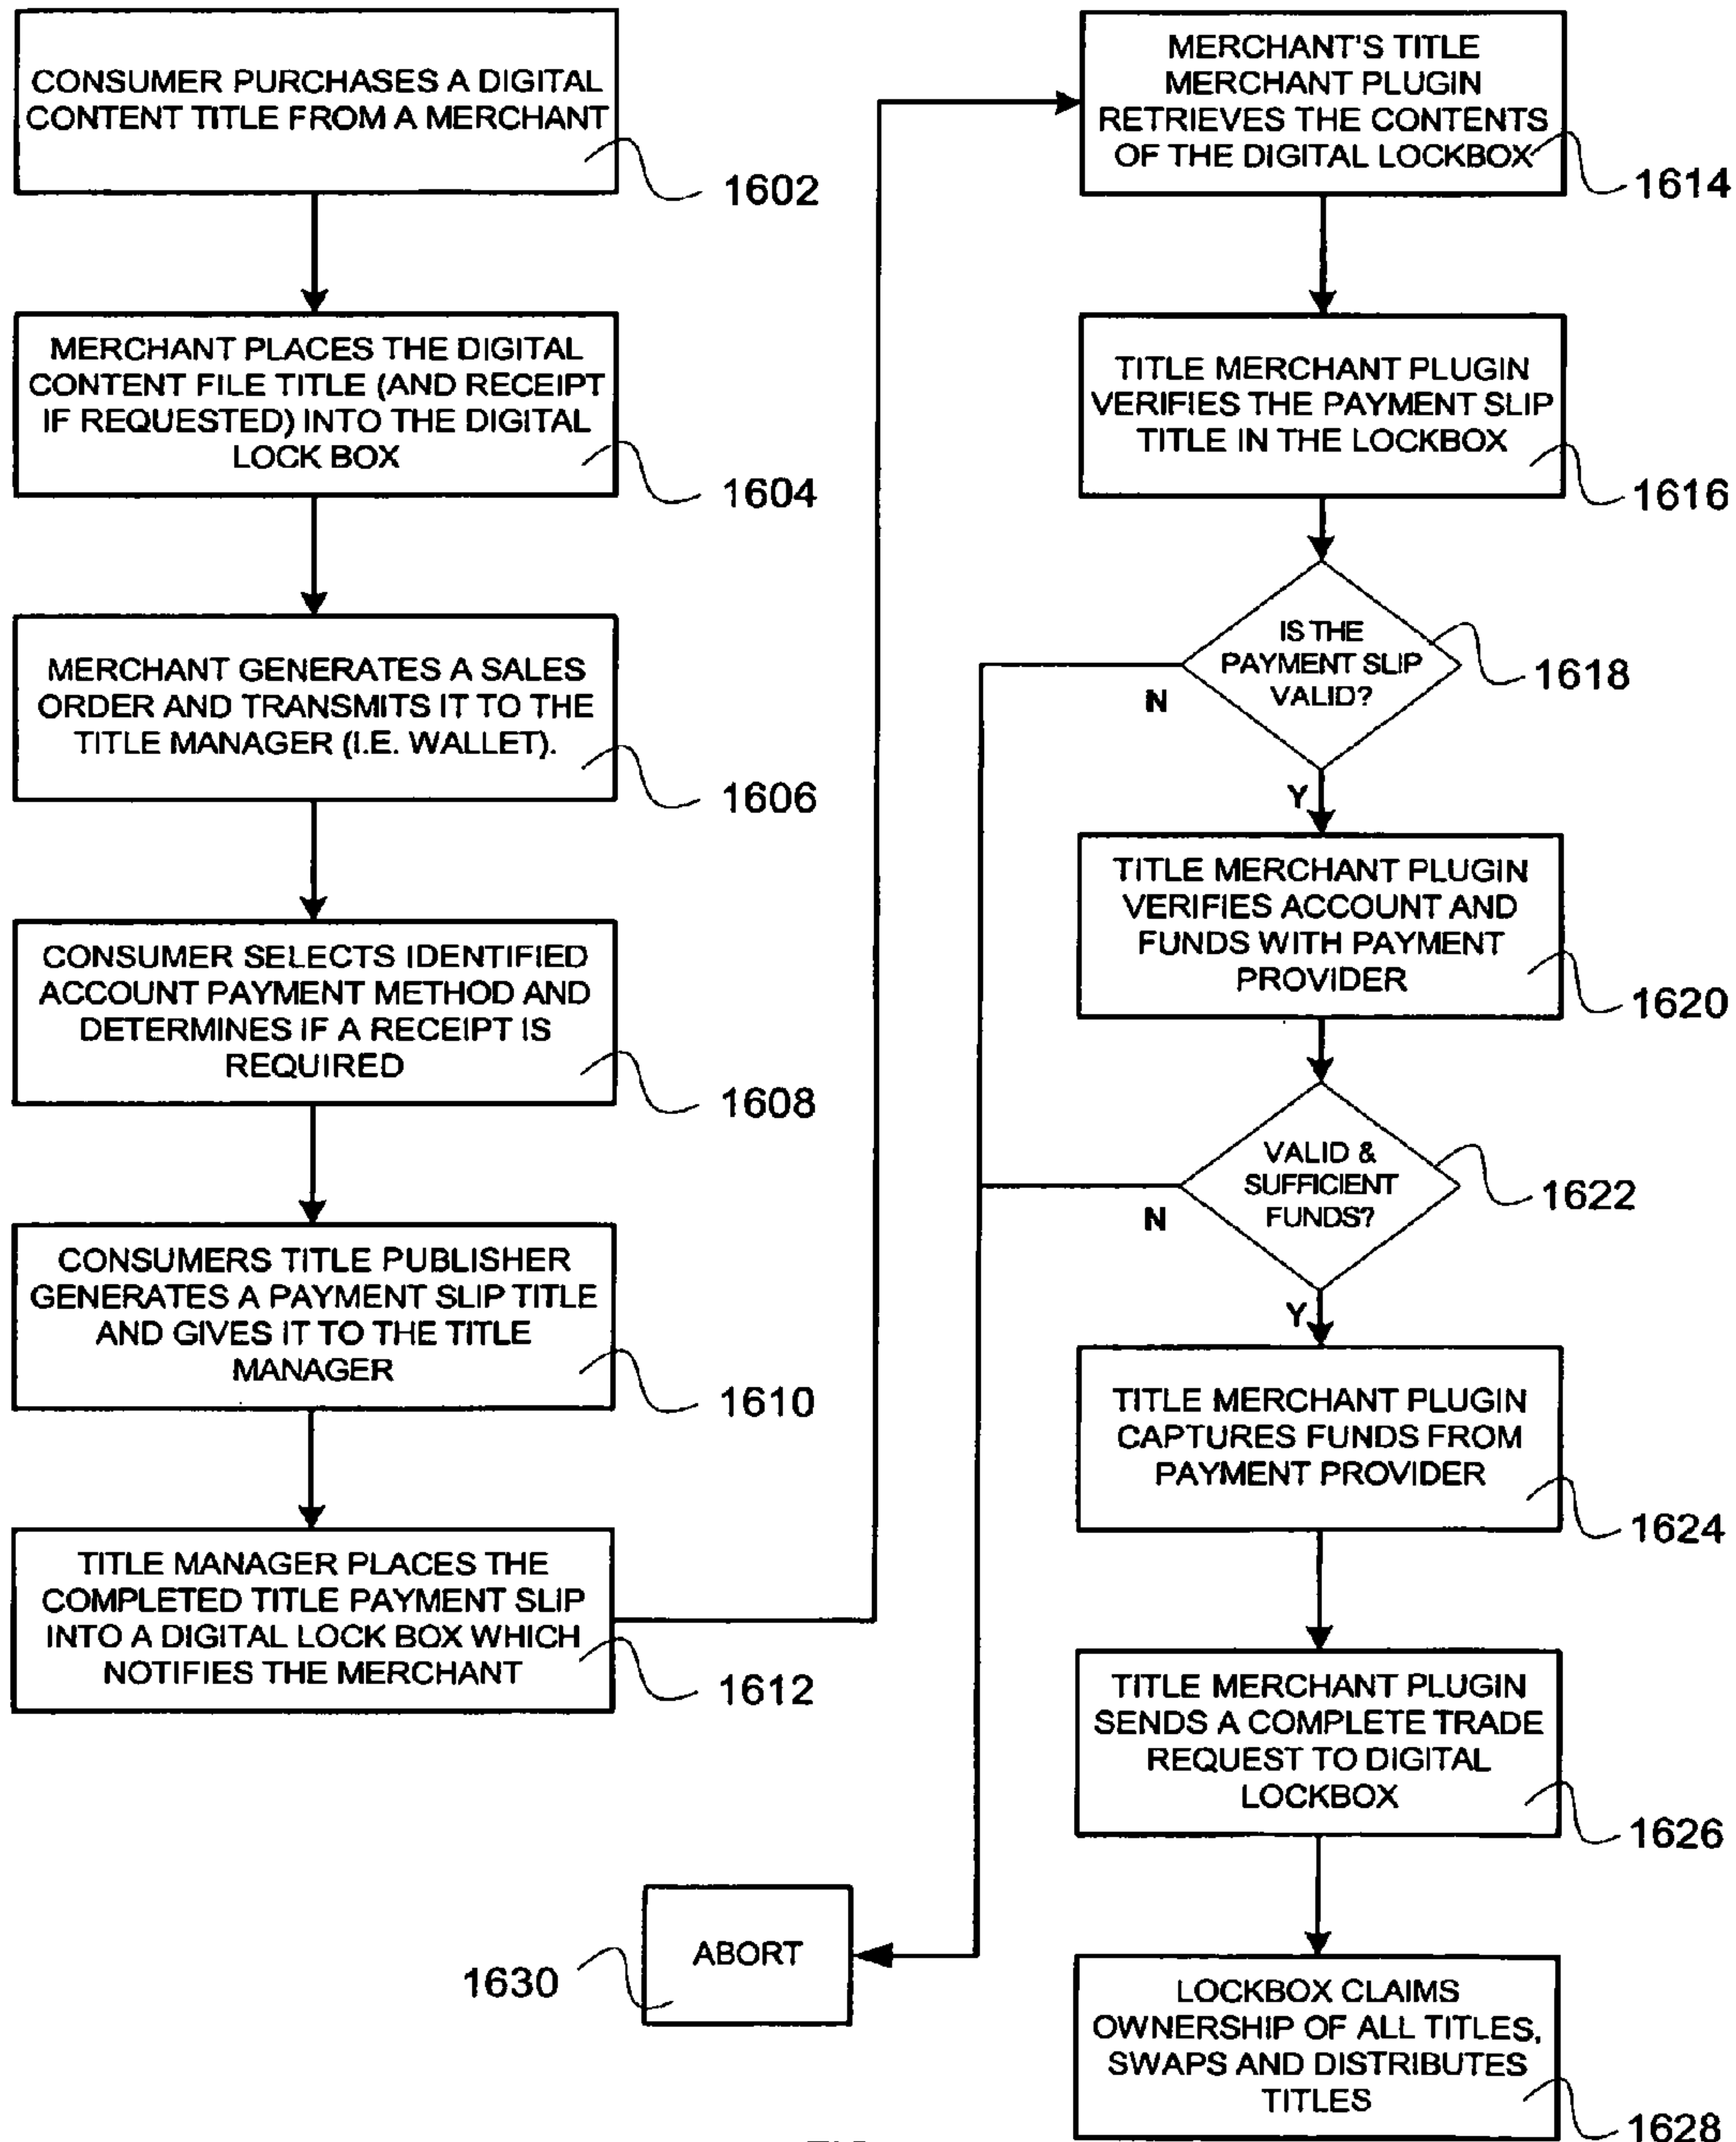 CONSUMER PURCHASES A DIGITAL
CONTENT TITLE FROM A MERCHANT
1602
MERCHANT PLACES THE DIGITAL
CONTENT FILE TITLE (AND RECEIPT
IF REQUESTED) INTO THE DIGITAL
LOCK BOX
1604
MERCHANT GENERATES A SALES
ORDER AND TRANSMITS IT TO THE
TITLE MANAGER (I.E. WALLET).
1606
CONSUMER SELECTS IDENTIFIED
ACCOUNT PAYMENT METHOD AND
DETERMINES IF A RECEIPT IS
REQUIRED
1608
CONSUMERS TITLE PUBLISHER
GENERATES A PAYMENT SLIP TITLE
AND GIVES IT TO THE TITLE
MANAGER
1610
TITLE MANAGER PLACES THE
COMPLETED TITLE PAYMENT SLIP
INTO A DIGITAL LOCK BOX WHICH
NOTIFIES THE MERCHANT
1612
MERCHANT'S TITLE
MERCHANT PLUGIN
RETRIEVES THE CONTENTS
OF THE DIGITAL LOCKBOX
1614
TITLE MERCHANT PLUGIN
VERIFIES THE PAYMENT SLIP
TITLE IN THE LOCKBOX
1616
IS THE
PAYMENT SLIP
VALID?
1618
N
Y
TITLE MERCHANT PLUGIN
VERIFIES ACCOUNT AND
FUNDS WITH PAYMENT
PROVIDER
1620
VALID &
SUFFICIENT
FUNDS?
1622
N
Y
TITLE MERCHANT PLUGIN
CAPTURES FUNDS FROM
PAYMENT PROVIDER
1624
TITLE MERCHANT PLUGIN
SENDS A COMPLETE TRADE
REQUEST TO DIGITAL
LOCKBOX
1626
ABORT
1630
LOCKBOX CLAIMS
OWNERSHIP OF ALL TITLES,
SWAPS AND DISTRIBUTES
TITLES
1628